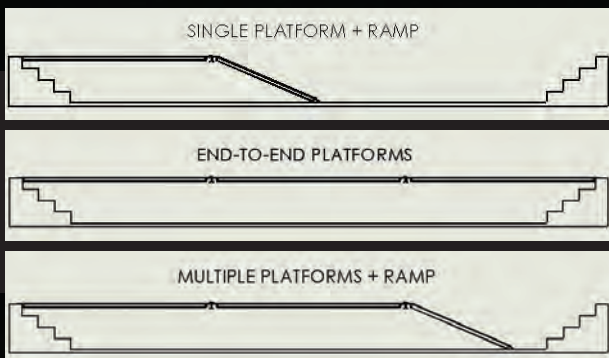 SINGLE PLATFORM + RAMP
END-TO-END PLATFORMS
MULTIPLE PLATFORMS + RAMP